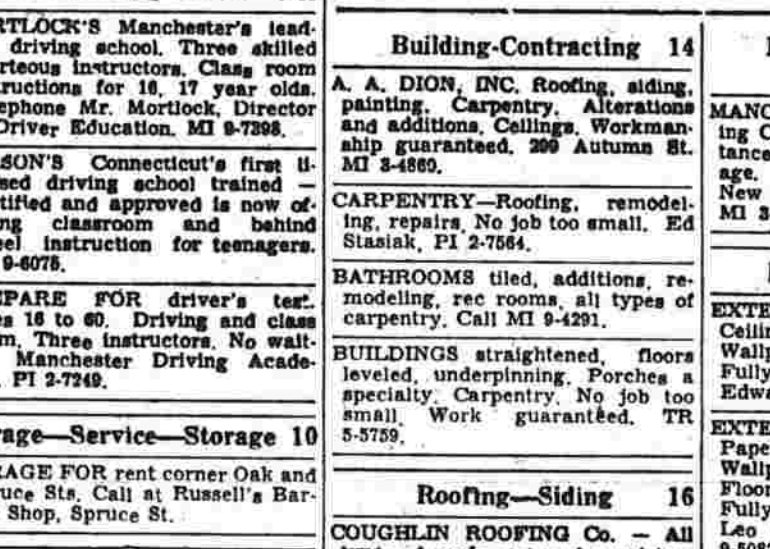 RTLOCK'S Manchester's lead-
driving school. Three skilled
rteous instructors. Class room
ructions for 16, 17 year olds.
ephone Mr. Mortlock, Director
Driver Education. MI 9-7398.
SON'S Connecticut's first li-
sed driving school trained —
tified and approved is now of-
ng classroom and behind
eel instruction for teenagers.
9-6075.
EPARE FOR driver's test.
es 16 to 60. Driving and class
m. Three instructors. No wait-
Manchester Driving Acade-
PI 2-7249.
rage—Service—Storage 10
RAGE FOR rent corner Oak and
ruce Sts. Call at Russell's Bar-
Shop, Spruce St.
Building-Contracting 14
A. A. DION, INC. Roofing, siding,
painting. Carpentry. Alterations
and additions. Ceilings. Workman-
ship guaranteed. 299 Autumn St.
MI 3-4860.
CARPENTRY—Roofing, remodel-
ing, repairs. No job too small. Ed
Stasiak, PI 2-7564.
BATHROOMS tiled, additions, re-
modeling, rec rooms, all types of
carpentry. Call MI 9-4291.
BUILDINGS straightened, floors
leveled, underpinning. Porches a
specialty. Carpentry. No job too
small. Work guaranteed. TR
5-5759.
Roofing—Siding 16
COUGHLIN ROOFING Co. — All
MANC
ing C
tance
age.
New
MI 3
EXTE
Ceilin
Wallp
Fully
Edwa
EXTE
Pape
Wallp
Floor
Fully
Leo